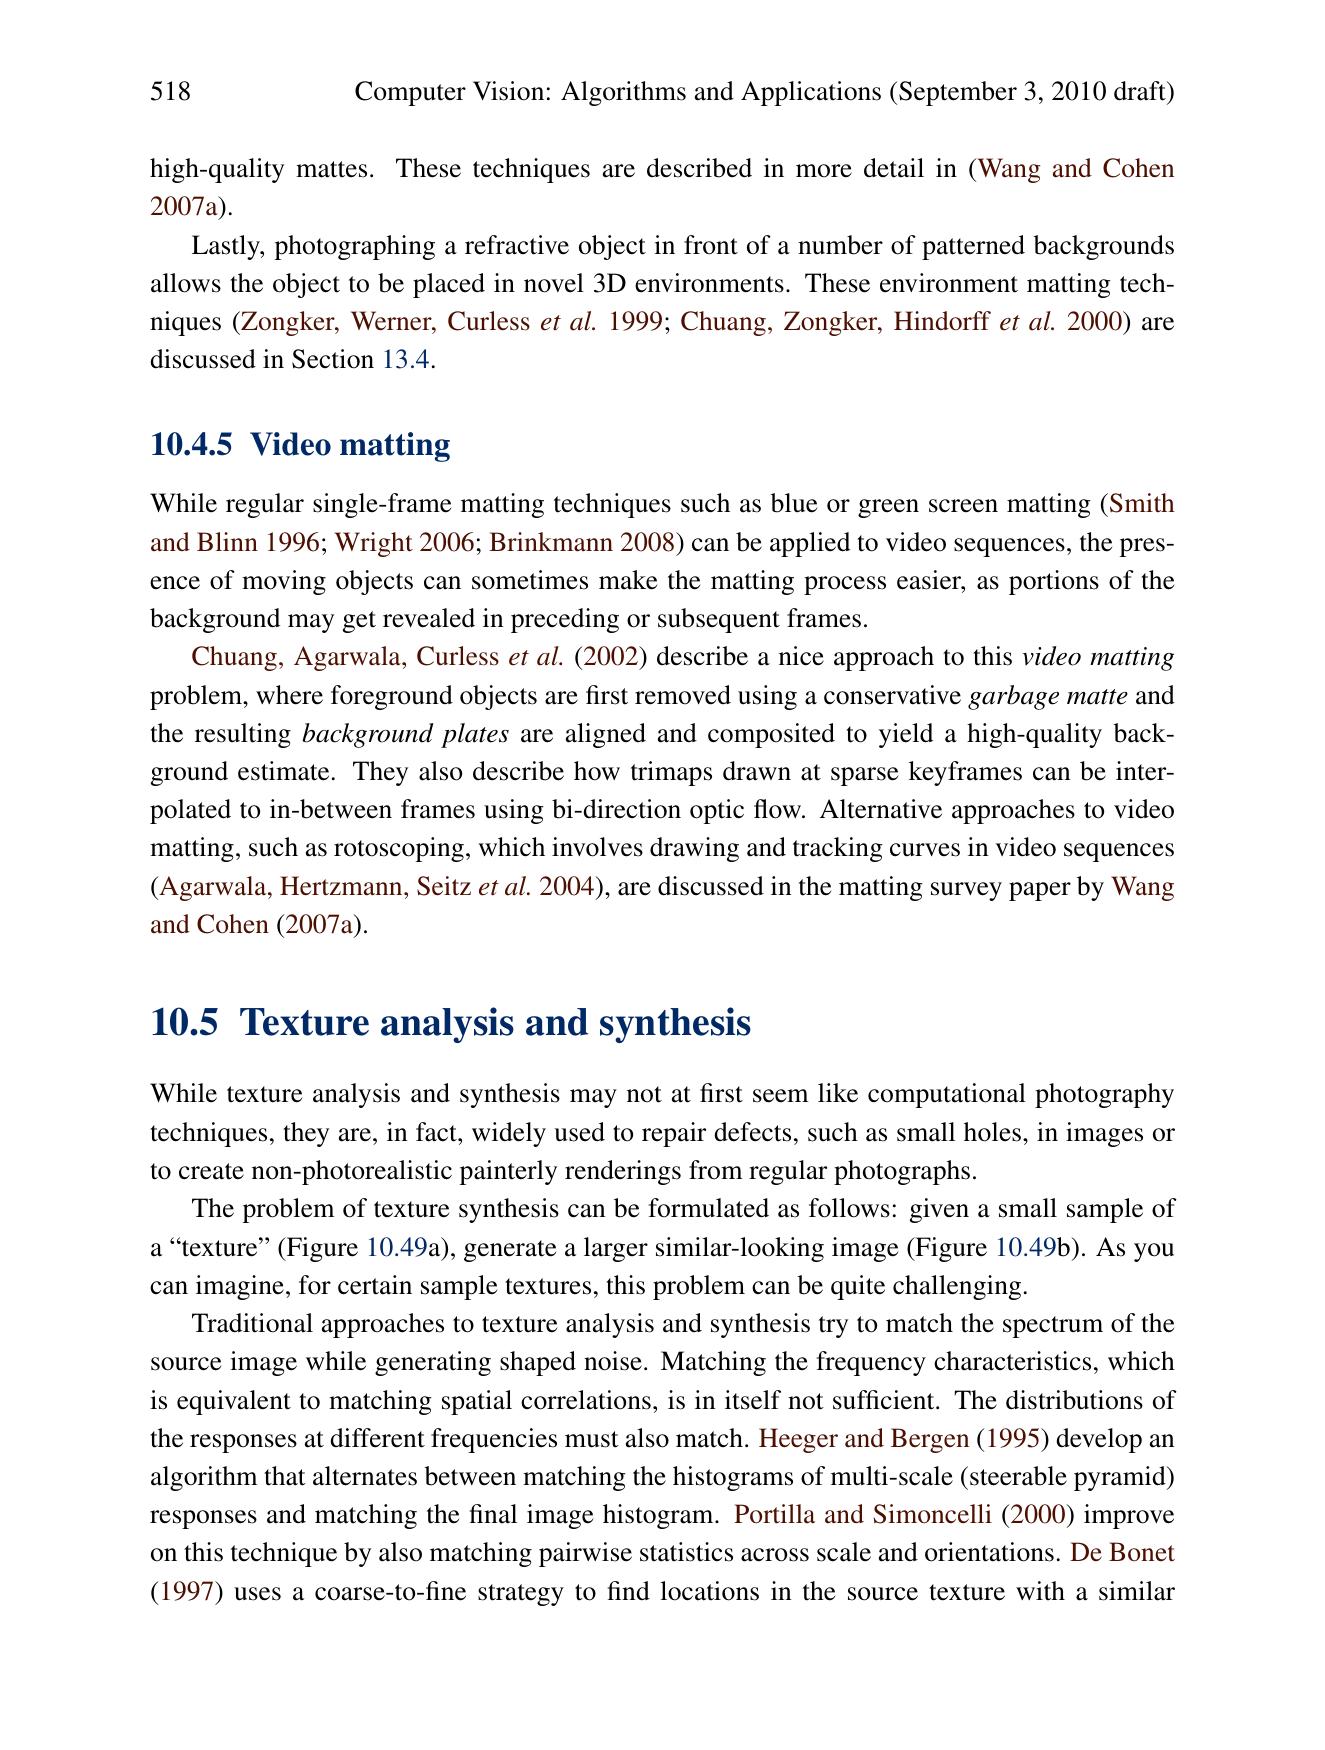 518 Computer Vision: Algorithms and Applications (September 3, 2010 draft)
high-quality mattes. These techniques are described in more detail in (Wang and Cohen
2007a).
Lastly, photographing a refractive object in front of a number of patterned backgrounds
allows the object to be placed in novel 3D environments. These environment matting tech-
niques (Zongker, Werner, Curless et al. 1999; Chuang, Zongker, Hindorff et al. 2000) are
discussed in Section 13.4.
10.4.5 Video matting
While regular single-frame matting techniques such as blue or green screen matting (Smith
and Blinn 1996; Wright 2006; Brinkmann 2008) can be applied to video sequences, the pres-
ence of moving objects can sometimes make the matting process easier, as portions of the
background may get revealed in preceding or subsequent frames.
Chuang, Agarwala, Curless et al. (2002) describe a nice approach to this video matting
problem, where foreground objects are first removed using a conservative garbage matte and
the resulting background plates are aligned and composited to yield a high-quality back-
ground estimate. They also describe how trimaps drawn at sparse keyframes can be inter-
polated to in-between frames using bi-direction optic flow. Alternative approaches to video
matting, such as rotoscoping, which involves drawing and tracking curves in video sequences
(Agarwala, Hertzmann, Seitz et al. 2004), are discussed in the matting survey paper by Wang
and Cohen (2007a).
10.5 Texture analysis and synthesis
While texture analysis and synthesis may not at first seem like computational photography
techniques, they are, in fact, widely used to repair defects, such as small holes, in images or
to create non-photorealistic painterly renderings from regular photographs.
The problem of texture synthesis can be formulated as follows: given a small sample of
a “texture” (Figure 10.49a), generate a larger similar-looking image (Figure 10.49b). As you
can imagine, for certain sample textures, this problem can be quite challenging.
Traditional approaches to texture analysis and synthesis try to match the spectrum of the
source image while generating shaped noise. Matching the frequency characteristics, which
is equivalent to matching spatial correlations, is in itself not sufficient. The distributions of
the responses at different frequencies must also match. Heeger and Bergen (1995) develop an
algorithm that alternates between matching the histograms of multi-scale (steerable pyramid)
responses and matching the final image histogram. Portilla and Simoncelli (2000) improve
on this technique by also matching pairwise statistics across scale and orientations. De Bonet
(1997) uses a coarse-to-fine strategy to find locations in the source texture with a similar